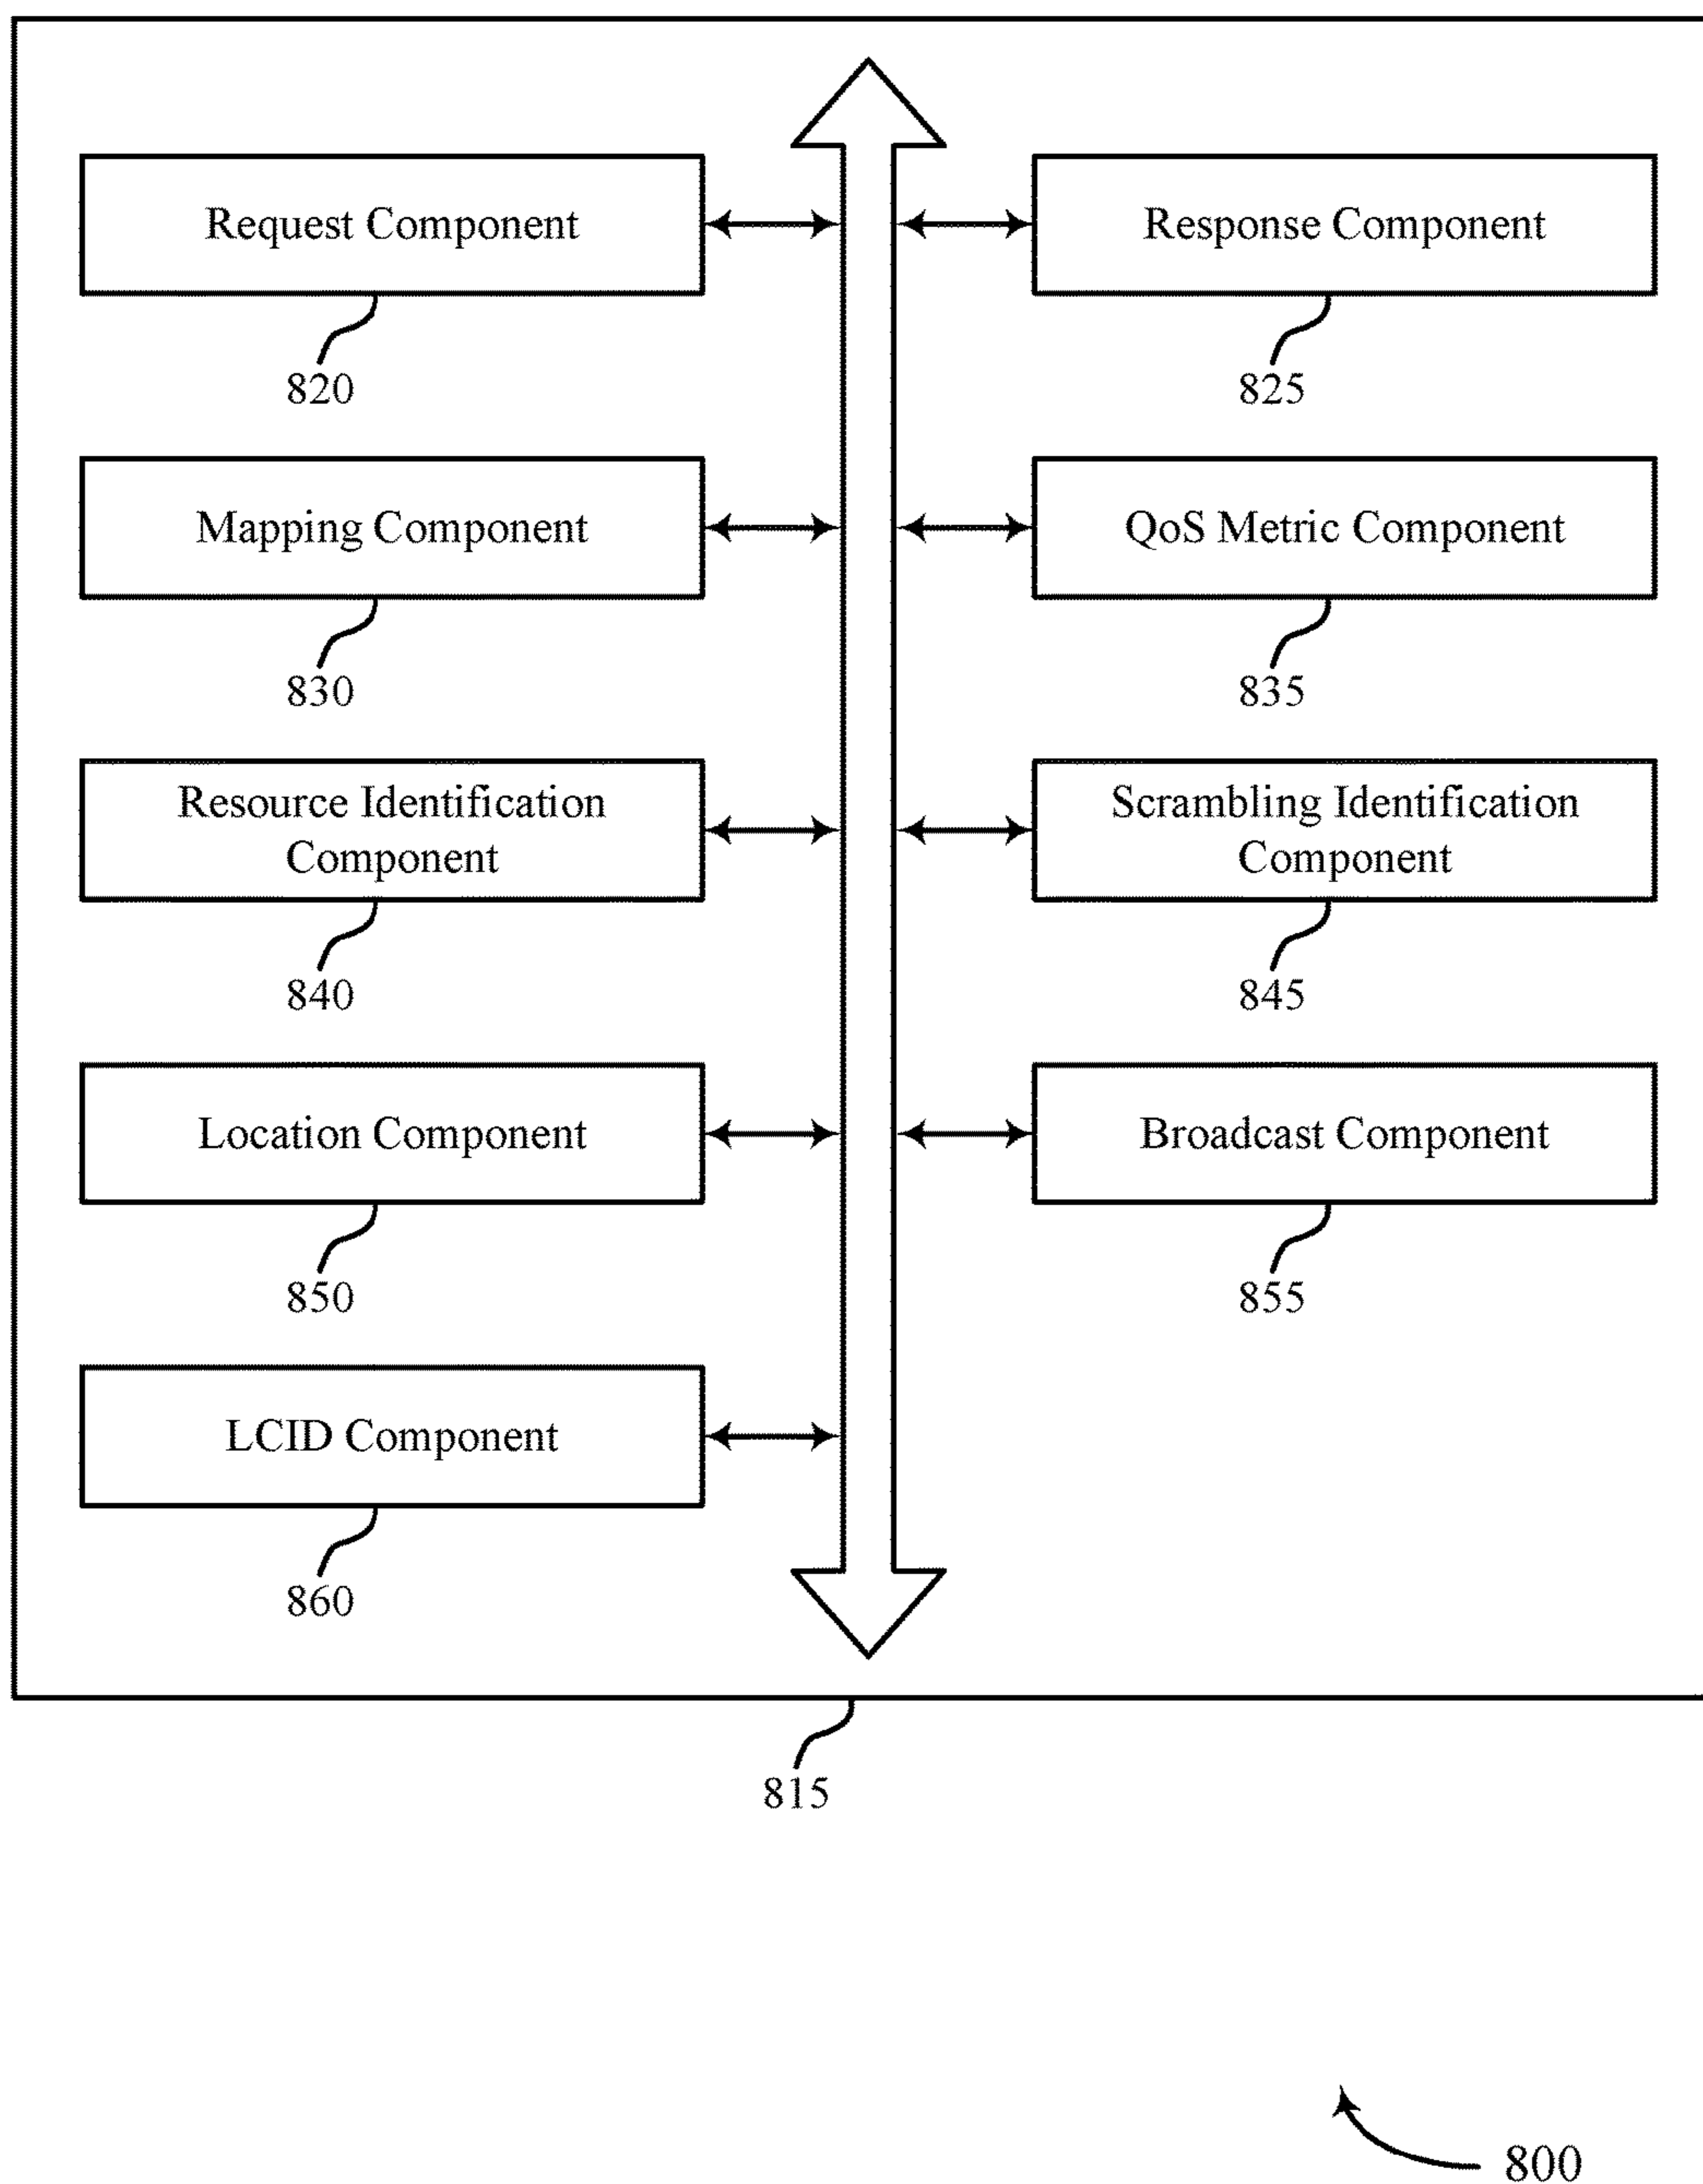 Request Component
820
Response Component
825
Mapping Component
830
QoS Metric Component
835
Resource Identification
Component
840
Scrambling Identification
Component
845
Location Component
850
Broadcast Component
855
LCID Component
860
815
800